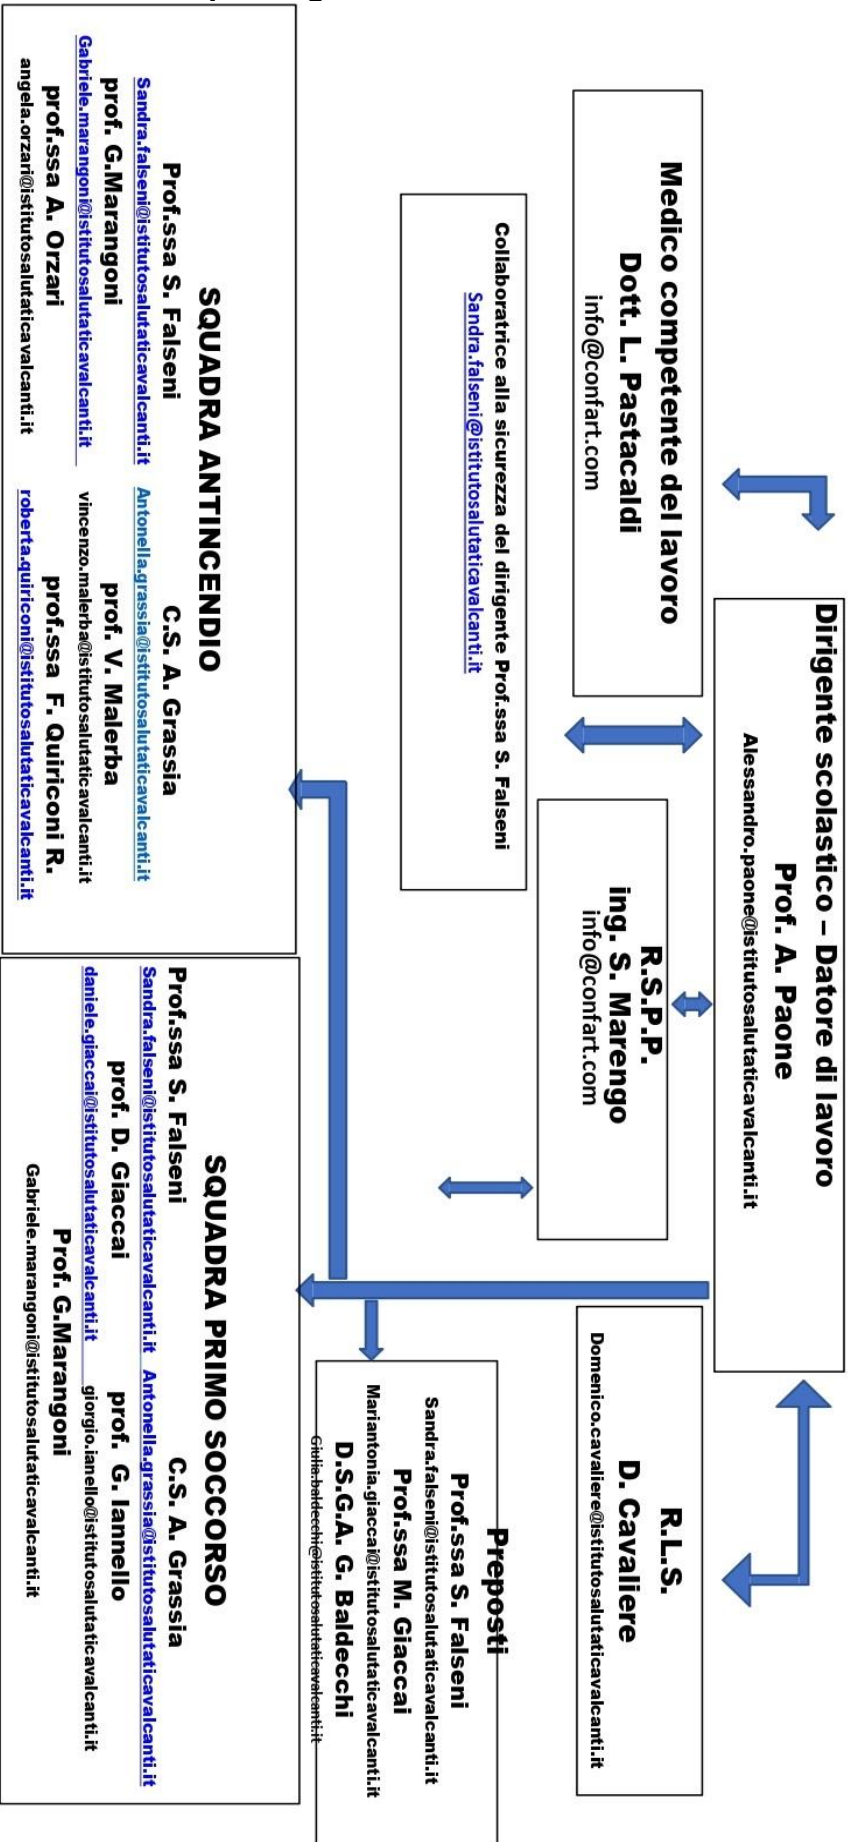 Dirigente scolastico – Datore di lavoro
Prof. A. Paone
Alessandro.paone@istitutosalutaticavalcanti.it
Medico competente del lavoro
Dott. L. Pastacaldi
info@confart.com
R.S.P.P.
ing. S. Marengo
info@confart.com
R.L.S.
D. Cavaliere
Domenico.cavaliere@istitutosalutaticavalcanti.it
Collaboratrice alla sicurezza del dirigente Prof.ssa S. Falseni
Sandra.falseni@istitutosalutaticavalcanti.it
Preposti
Prof.ssa S. Falseni
Sandra.falseni@istitutosalutaticavalcanti.it
Prof.ssa M. Giaccai
Mariantonia.giaccai@istitutosalutaticavalcanti.it
D.S.G.A. G. Baldecchi
Giulia.baldecchi@istitutosalutaticavalcanti.it
SQUADRA ANTINCENDIO
Prof.ssa S. Falseni C.S. A. Grassia
Sandra.falseni@istitutosalutaticavalcanti.it Antonella.grassia@istitutosalutaticavalcanti.it
prof. G.Marangoni prof. V. Malerba
Gabriele.marangoni@istitutosalutaticavalcanti.it vincenzo.malerba@istitutosalutaticavalcanti.it
prof.ssa A. Orzari prof.ssa F. Quiriconi R.
angela.orzari@istitutosalutaticavalcanti.it roberta.quiriconi@istitutosalutaticavalcanti.it
SQUADRA PRIMO SOCCORSO
Prof.ssa S. Falseni C.S. A. Grassia
Sandra.falseni@istitutosalutaticavalcanti.it Antonella.grassia@istitutosalutaticavalcanti.it
prof. D. Giaccai prof. G. Iannello
daniele.giaccai@istitutosalutaticavalcanti.it giorgio.ianello@istitutosalutaticavalcanti.it
Prof. G.Marangoni
Gabriele.marangoni@istitutosalutaticavalcanti.it